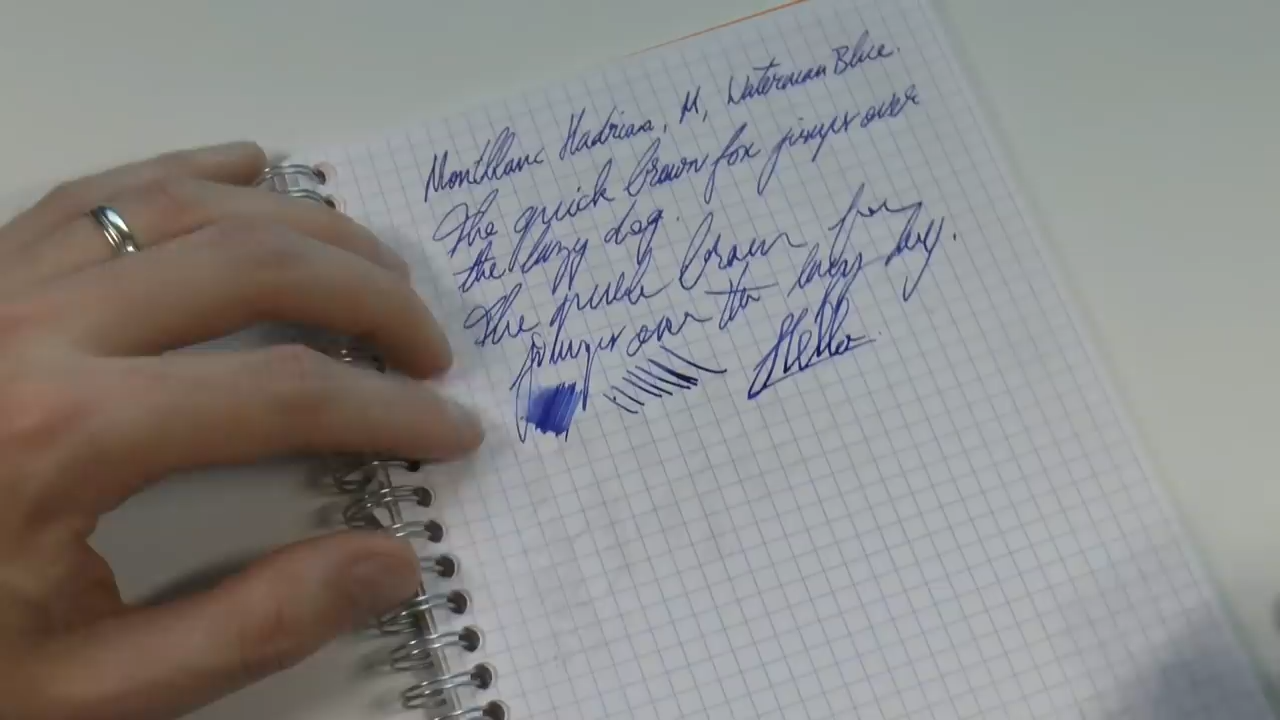 Montblanc Hadrian, M, Waterman Blue.
The quick brown fox jumps over
the lazy dog.
The quick brown fox
jumps over the lazy dog.
Hello.